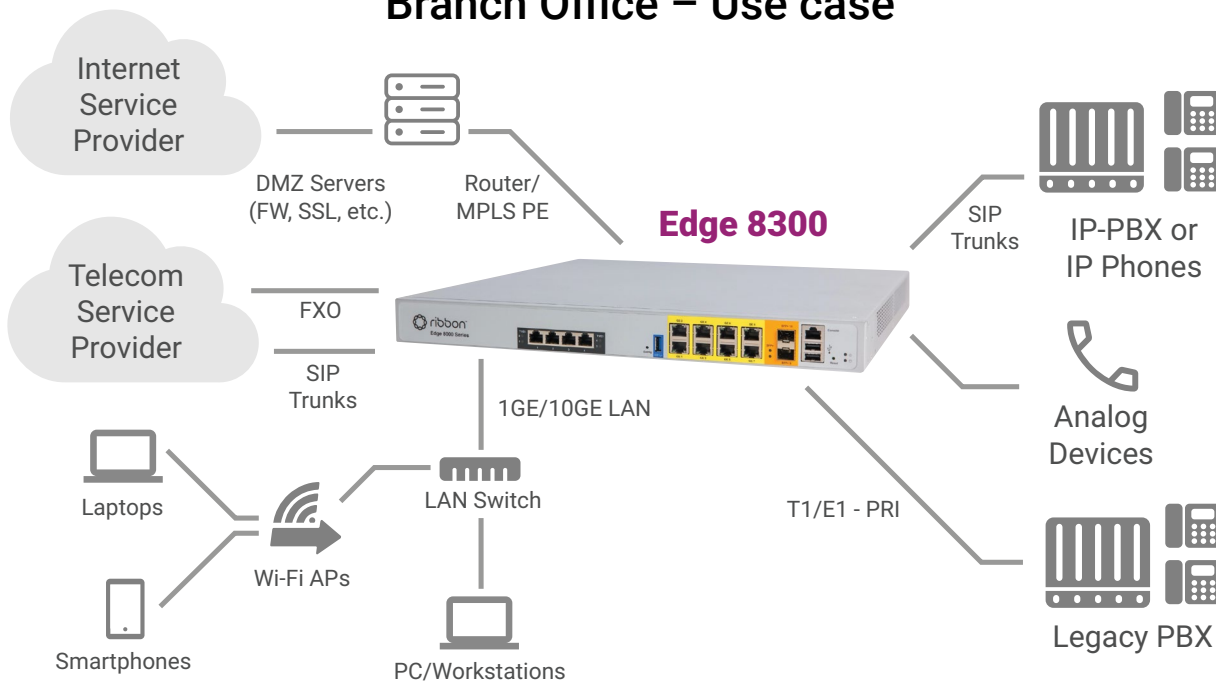 Branch Office – Use case
Internet
Service
Provider
DMZ Servers
(FW, SSL, etc.)
Router/
MPLS PE
Edge 8300
SIP
Trunks
IP-PBX or
IP Phones
Telecom
Service
Provider
FXO
SIP
Trunks
ribbon
Edge 8000 Series
1GE/10GE LAN
Analog
Devices
Laptops
LAN Switch
Wi-Fi APs
T1/E1 - PRI
Smartphones
PC/Workstations
Legacy PBX